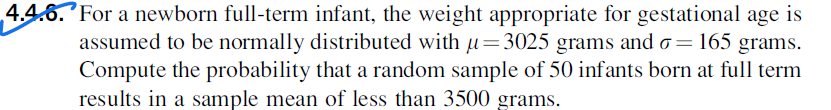 4.4.6. For a newborn full-term infant, the weight appropriate for gestational age is
assumed to be normally distributed with μ = 3025 grams and σ = 165 grams.
Compute the probability that a random sample of 50 infants born at full term
results in a sample mean of less than 3500 grams.